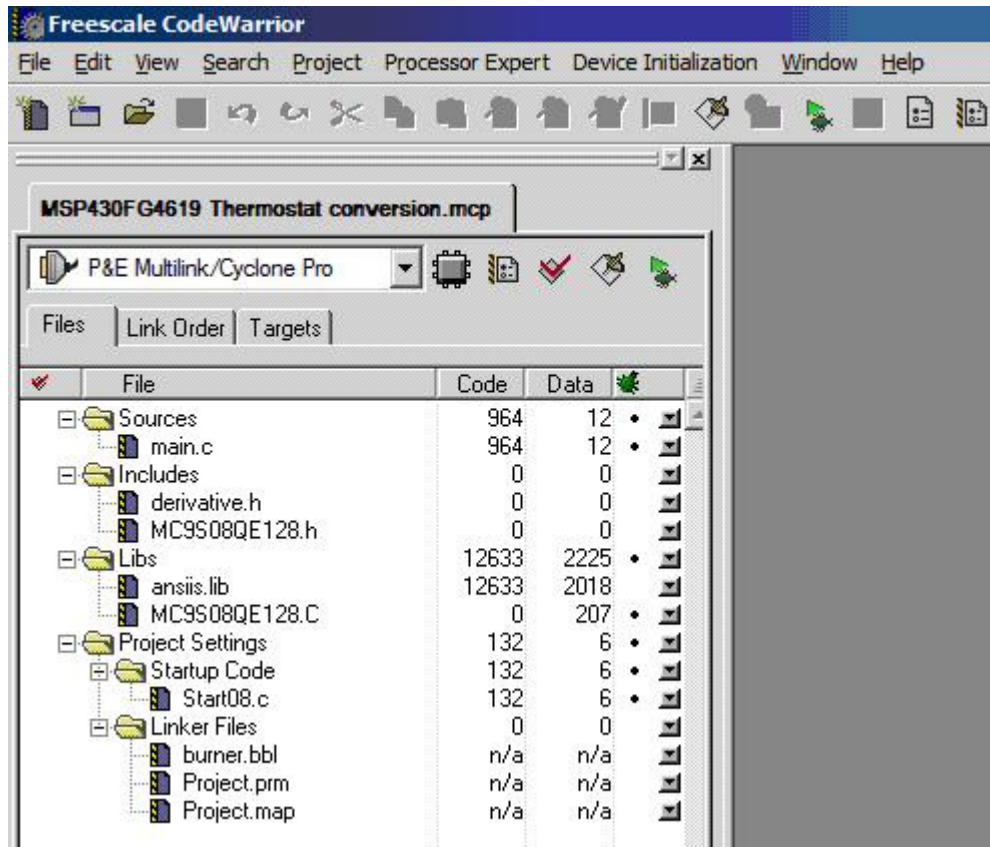 Freescale CodeWarrior
File Edit View Search Project Processor Expert Device Initialization Window Help
MSP430FG4619 Thermostat conversion.mcp
P&E Multilink/Cyclone Pro
Files Link Order Targets
File Code Data
Sources 964 12
main.c 964 12
Includes 0 0
derivative.h 0 0
MC9S08QE128.h 0 0
Libs 12633 2225
ansiis.lib 12633 2018
MC9S08QE128.C 0 207
Project Settings 132 6
Startup Code 132 6
Start08.c 132 6
Linker Files 0 0
burner.bbl n/a n/a
Project.prm n/a n/a
Project.map n/a n/a